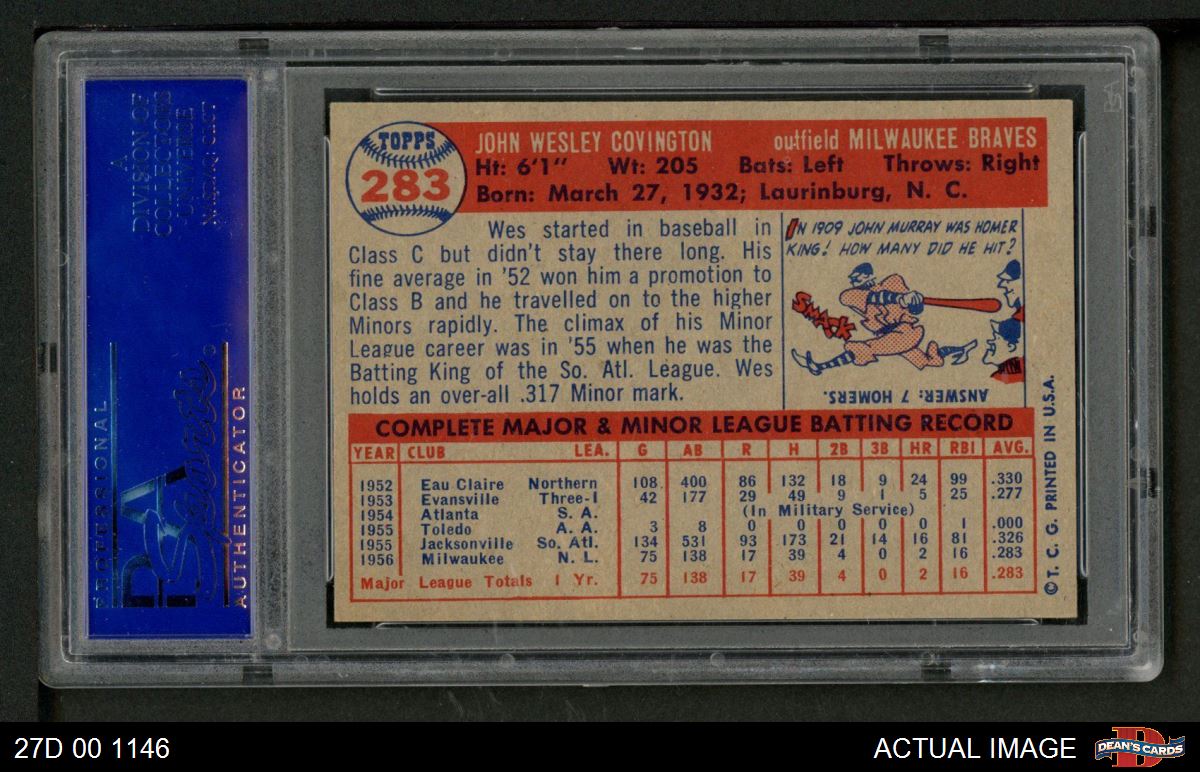 A
DIVISION OF
COLLECTORS
UNIVERSE
NASDAQ: CLCT
PROFESSIONAL
PSA
Sports
AUTHENTICATOR
TOPPS
283
JOHN WESLEY COVINGTON outfield MILWAUKEE BRAVES
Ht: 6'1" Wt: 205 Bats: Left Throws: Right
Born: March 27, 1932; Laurinburg, N. C.
Wes started in baseball in
Class C but didn't stay there long. His
fine average in '52 won him a promotion to
Class B and he travelled on to the higher
Minors rapidly. The climax of his Minor
League career was in '55 when he was the
Batting King of the So. Atl. League. Wes
holds an over-all .317 Minor mark.
IN 1909 JOHN MURRAY WAS HOMER
KING! HOW MANY DID HE HIT?
SMACK
ANSWER: 7 HOMERS.
COMPLETE MAJOR & MINOR LEAGUE BATTING RECORD
YEAR CLUB LEA. G AB R H 2B 3B HR RBI AVG.
1952 Eau Claire Northern 108 400 86 132 18 9 24 99 .330
1953 Evansville Three-I 42 177 29 49 9 1 5 25 .277
1954 Atlanta S. A. (In Military Service)
1955 Toledo A. A. 3 8 0 0 0 0 0 1 .000
1955 Jacksonville So. Atl. 134 531 93 173 21 14 16 81 .326
1956 Milwaukee N. L. 75 138 17 39 4 0 2 16 .283
Major League Totals 1 Yr. 75 138 17 39 4 0 2 16 .283
© T. C. G. PRINTED IN U.S.A.
27D 00 1146
ACTUAL IMAGE
D
DEAN'S CARDS